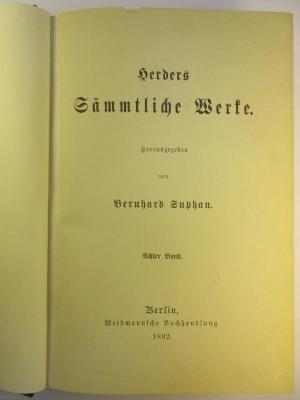 Herders
Sämmtliche Werke.
Herausgegeben
von
Bernhard Suphan.
Achter Band.
Berlin,
Weidmannsche Buchhandlung
1892.